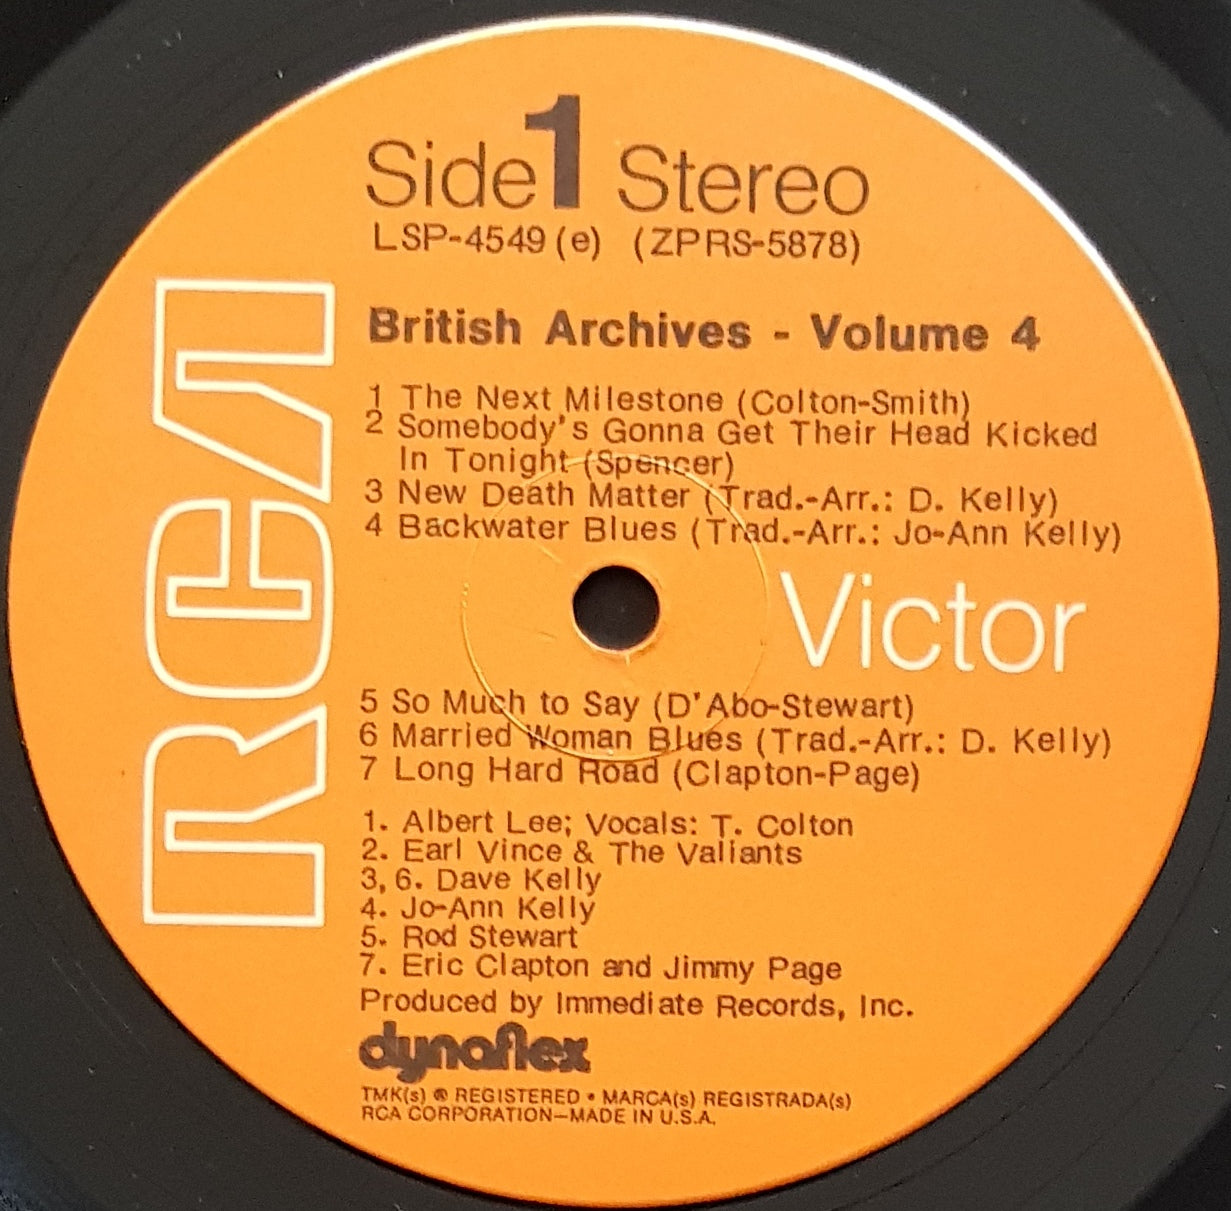 Side 1 Stereo
LSP-4549 (e) (ZPRS-5878)
RCA
British Archives - Volume 4
1 The Next Milestone (Colton-Smith)
2 Somebody's Gonna Get Their Head Kicked
In Tonight (Spencer)
3 New Death Matter (Trad.-Arr.: D. Kelly)
4 Backwater Blues (Trad.-Arr.: Jo-Ann Kelly)
Victor
5 So Much to Say (D'Abo-Stewart)
6 Married Woman Blues (Trad.-Arr.: D. Kelly)
7 Long Hard Road (Clapton-Page)
1. Albert Lee; Vocals: T. Colton
2. Earl Vince & The Valiants
3,6. Dave Kelly
4. Jo-Ann Kelly
5. Rod Stewart
7. Eric Clapton and Jimmy Page
Produced by Immediate Records, Inc.
dynaflex
TMK(s) ® REGISTERED • MARCA(s) REGISTRADA(s)
RCA CORPORATION—MADE IN U.S.A.